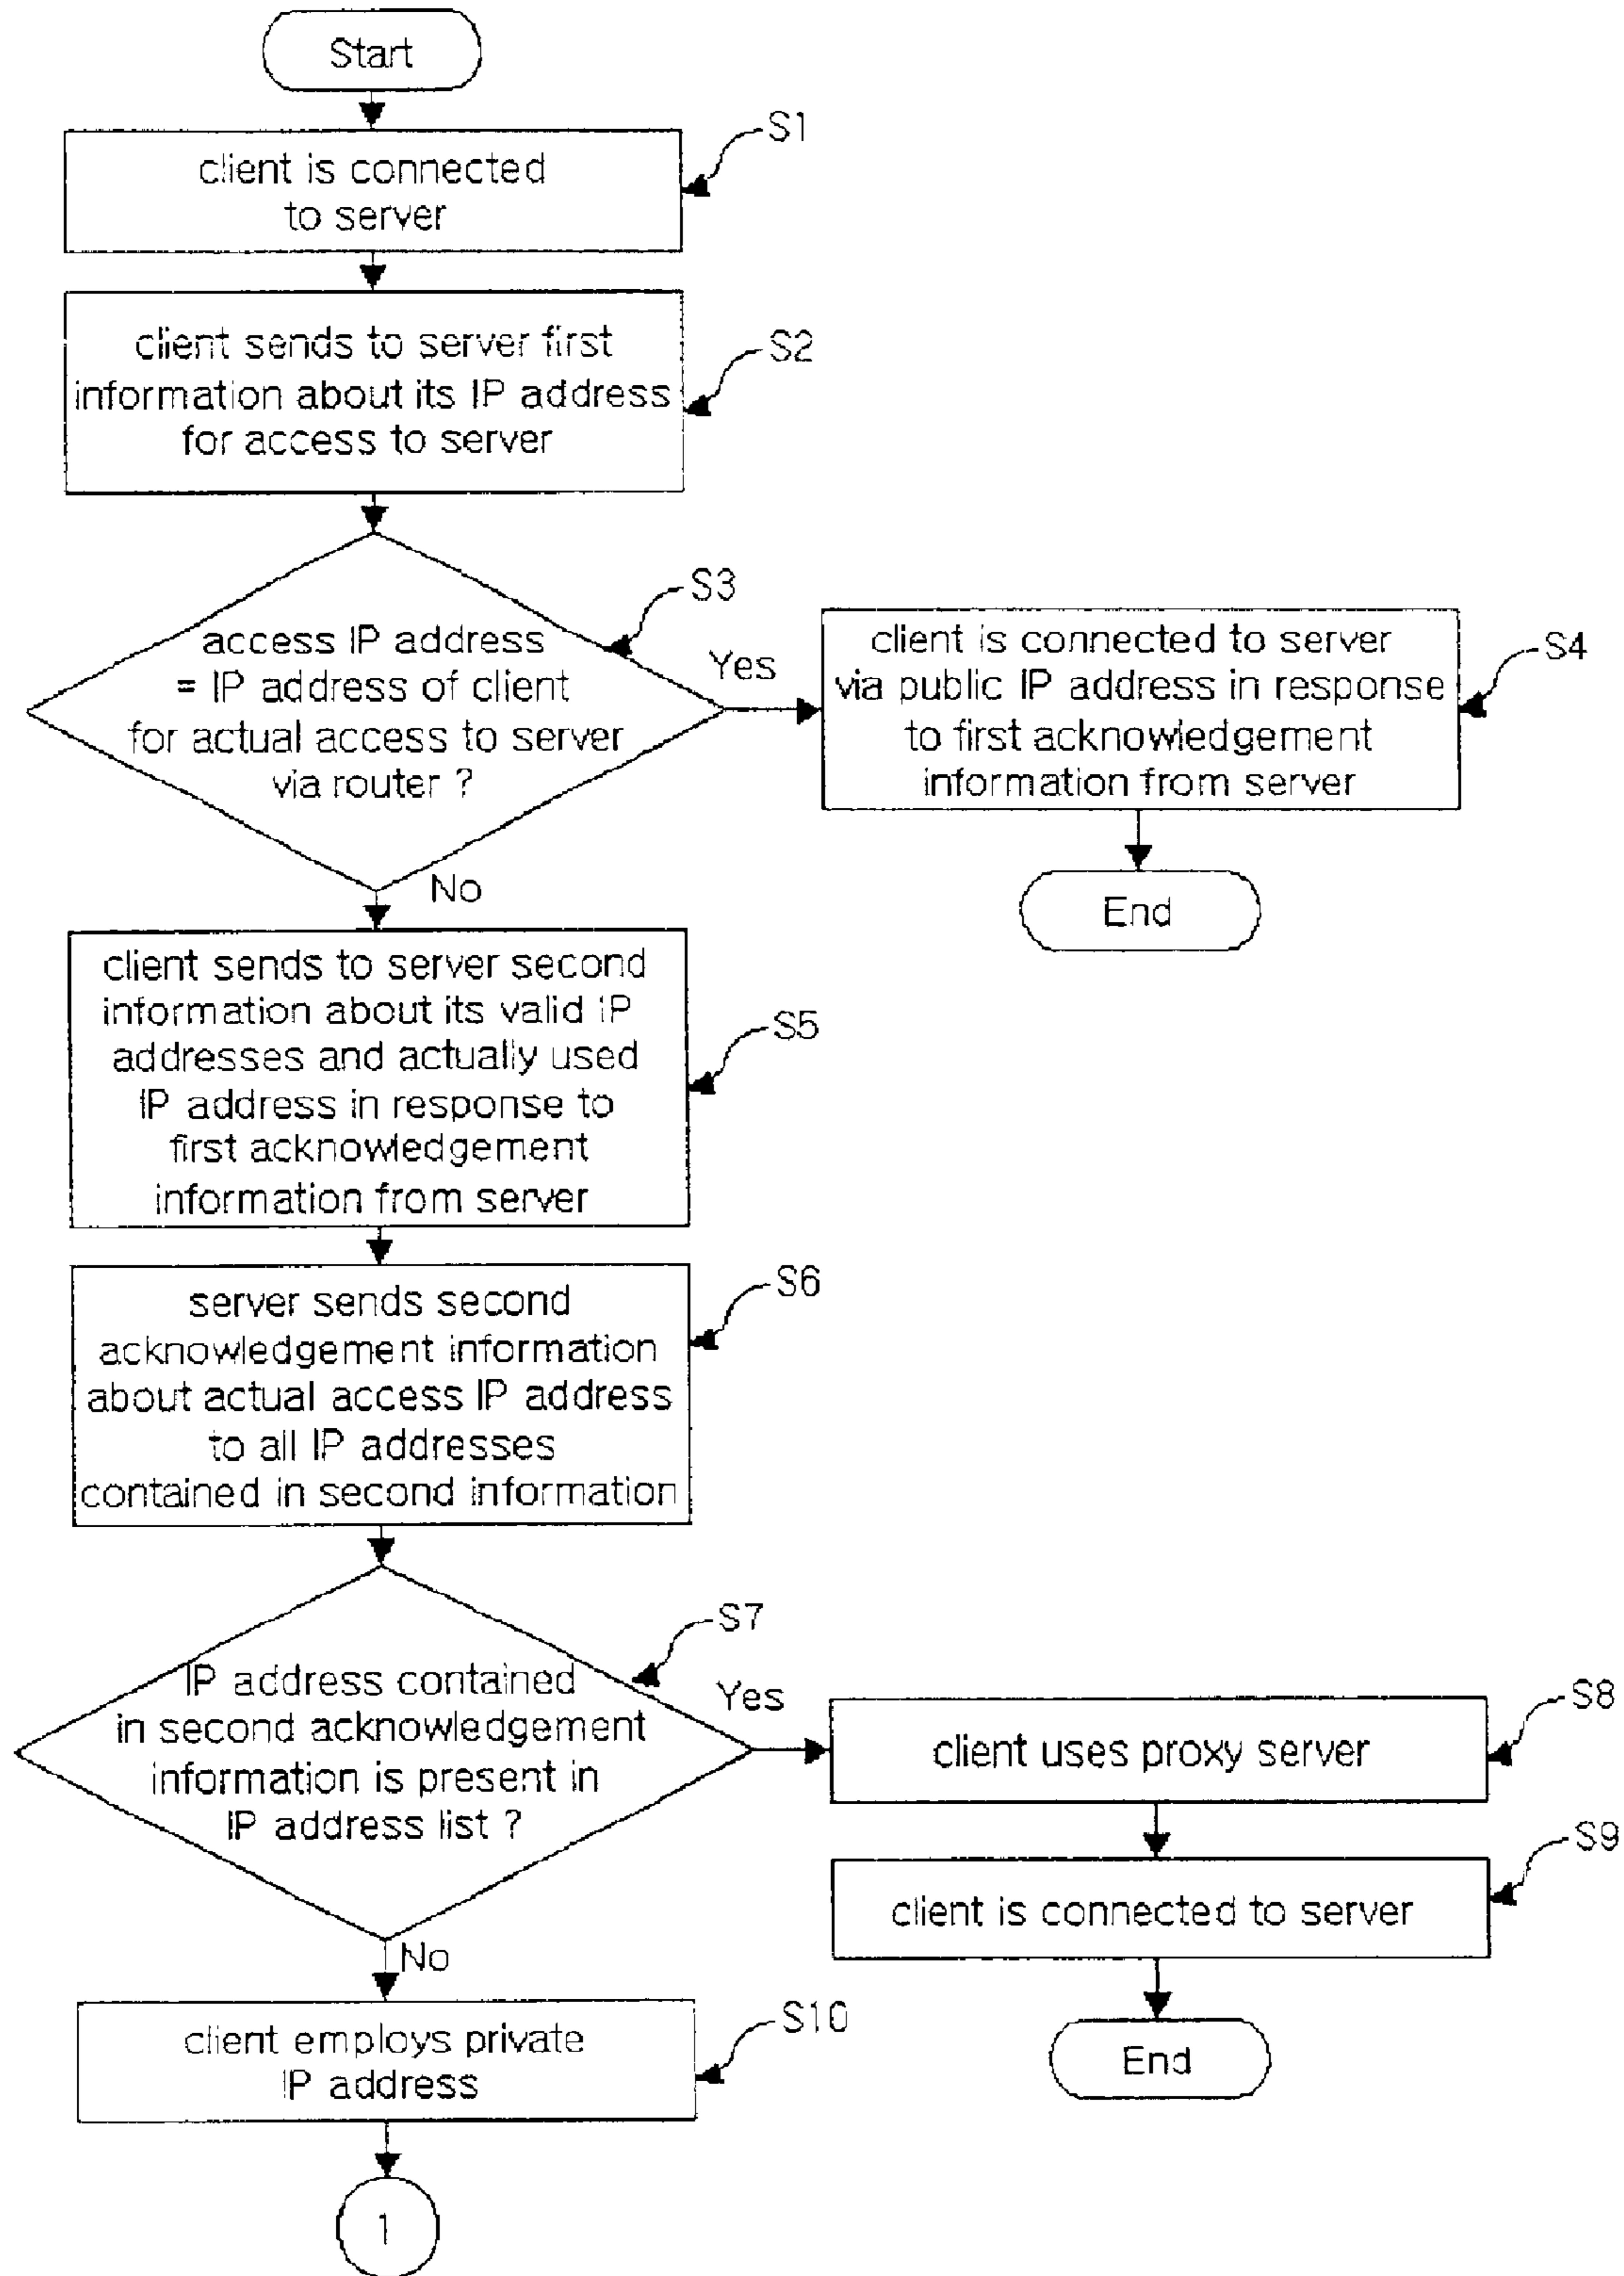 Start
S1
client is connected
to server
S2
client sends to server first
information about its IP address
for access to server
S3
access IP address
= IP address of client
for actual access to server
via router ?
Yes
client is connected to server
via public IP address in response
to first acknowledgement
information from server
S4
End
No
client sends to server second
information about its valid IP
addresses and actually used
IP address in response to
first acknowledgement
information from server
S5
server sends second
acknowledgement information
about actual access IP address
to all IP addresses
contained in second information
S6
S7
IP address contained
in second acknowledgement
information is present in
IP address list ?
Yes
client uses proxy server
S8
client is connected to server
S9
End
No
client employs private
IP address
S10
1